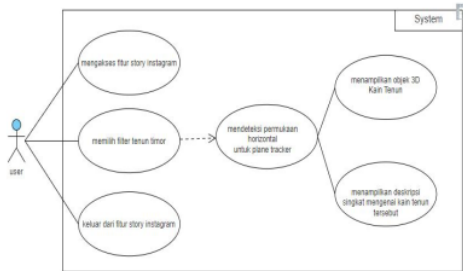 System
mengakses fitur story instagram
memilih filter tenun timor
keluar dari fitur story instagram
user
mendeteksi permukaan
horizontal
untuk plane tracker
menampilkan objek 3D
Kain Tenun
menampilkan deskripsi
singkat mengenai kain tenun
tersebut